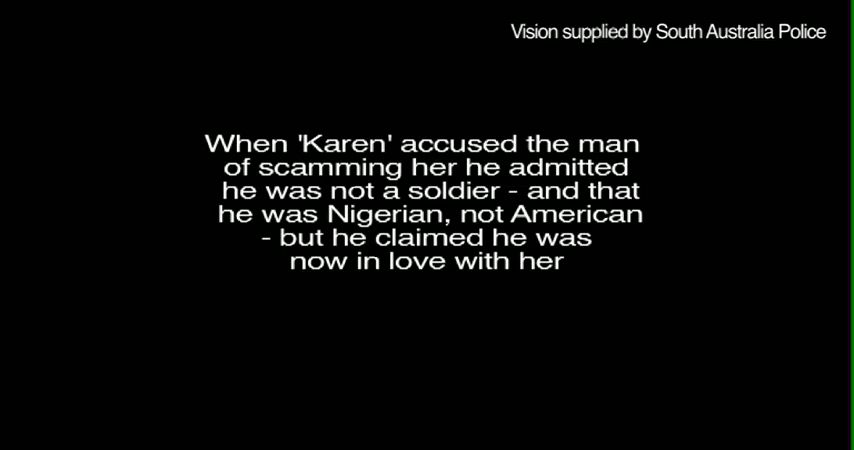 Vision supplied by South Australia Police
When 'Karen' accused the man
of scamming her he admitted
he was not a soldier - and that
he was Nigerian, not American
- but he claimed he was
now in love with her